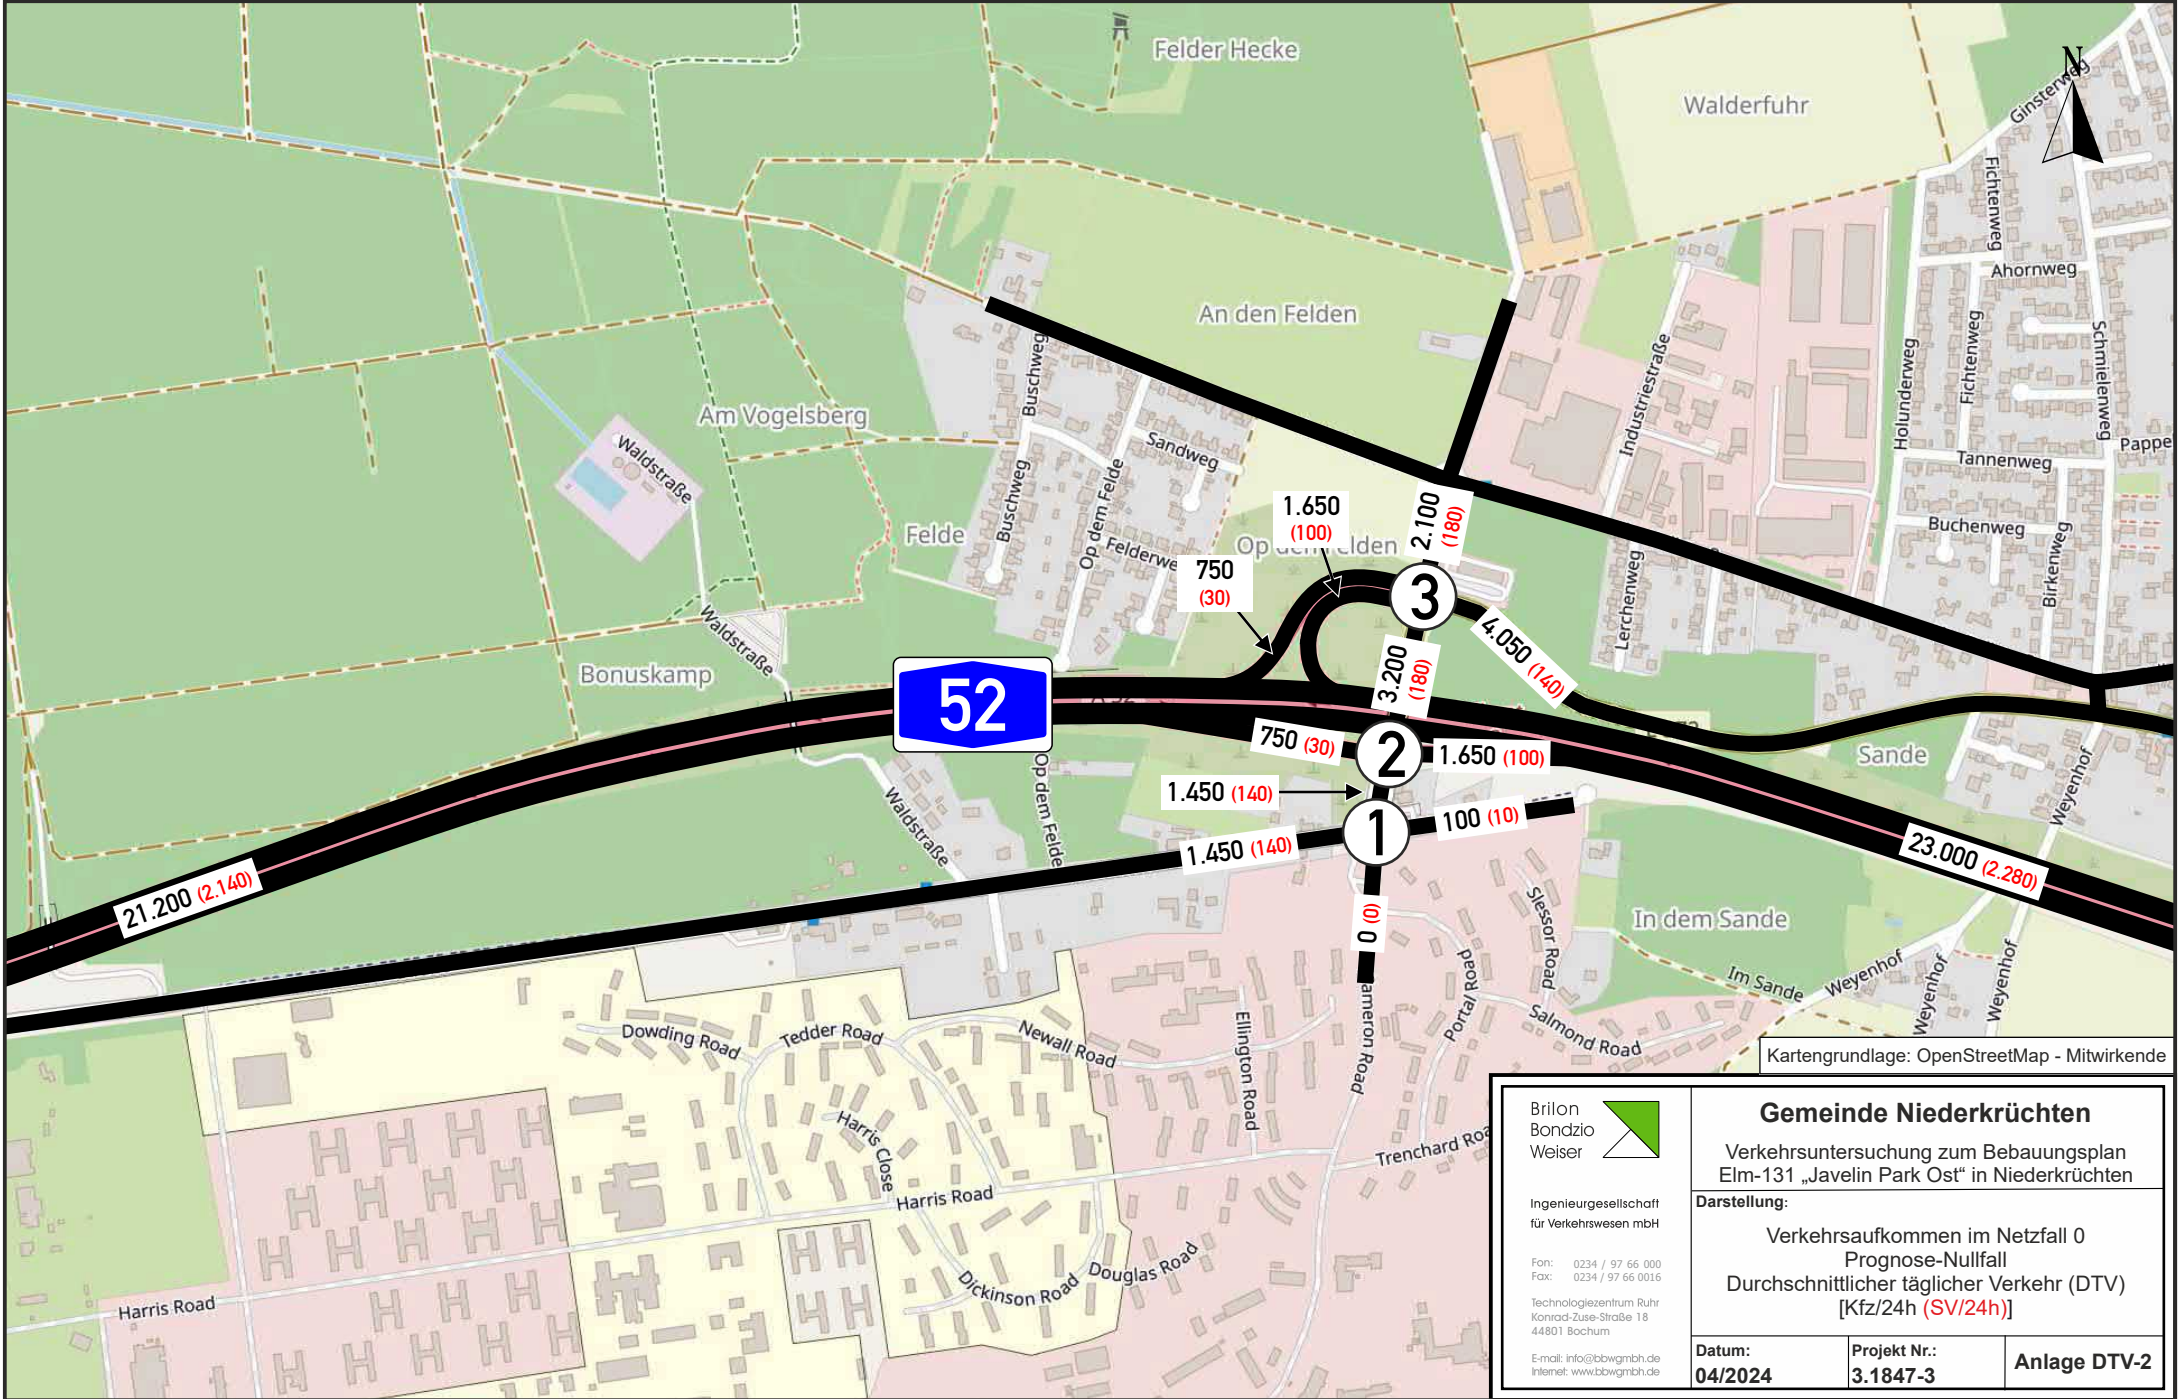 Felder Hecke
Walderfuhr
N
Ginsterweg
Fichtenweg
Ahornweg
An den Felden
Buschweg
Industriestraße
Holunderweg
Fichtenweg
Schmielenweg
Am Vogelsberg
Waldstraße
Sandweg
Pappe
Tannenweg
Buschweg
Op dem Felde
1.650
(100)
2.100
(180)
Felde
Felderwe
Op dem Felden
Buchenweg
Birkenweg
750
(30)
3
Lerchenweg
Waldstraße
4.050 (140)
3.200
(180)
Bonuskamp
52
750 (30)
2
1.650 (100)
Sande
Op dem Felde
1.450 (140)
Weyenhof
Waldstraße
1
100 (10)
1.450 (140)
23.000 (2.280)
21.200 (2.140)
0 (0)
Slessor Road
In dem Sande
Portal Road
Im Sande
Weyenhof
Weyenhof
Weyenhof
Dowding Road
Tedder Road
Newall Road
Ellington Road
ameron Road
Salmond Road
Kartengrundlage: OpenStreetMap - Mitwirkende
Harris Close
Trenchard Roa
Harris Road
Douglas Road
Dickinson Road
Harris Road
Brilon
Bondzio
Weiser
Ingenieurgesellschaft
für Verkehrswesen mbH
Fon: 0234 / 97 66 000
Fax: 0234 / 97 66 0016
Technologiezentrum Ruhr
Konrad-Zuse-Straße 18
44801 Bochum
E-mail: info@bbwgmbh.de
Internet: www.bbwgmbh.de
Gemeinde Niederkrüchten
Verkehrsuntersuchung zum Bebauungsplan
Elm-131 „Javelin Park Ost“ in Niederkrüchten
Darstellung:
Verkehrsaufkommen im Netzfall 0
Prognose-Nullfall
Durchschnittlicher täglicher Verkehr (DTV)
[Kfz/24h (SV/24h)]
Datum:
04/2024
Projekt Nr.:
3.1847-3
Anlage DTV-2